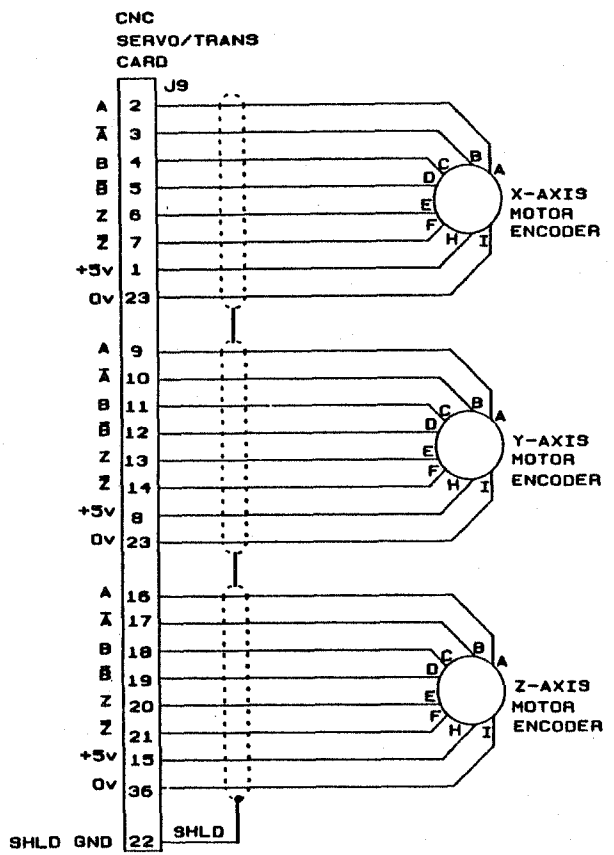 CNC
SERVO/TRANS
CARD
J9
A 2
A̅ 3
B 4
B̅ 5
Z 6
Z̅ 7
+5v 1
0v 23
C B A
D
E
F H I
X-AXIS
MOTOR
ENCODER
A 9
A̅ 10
B 11
B̅ 12
Z 13
Z̅ 14
+5v 8
0v 23
C B A
D
E
F H I
Y-AXIS
MOTOR
ENCODER
A 16
A̅ 17
B 18
B̅ 19
Z 20
Z̅ 21
+5v 15
0v 36
C B A
D
E
F H I
Z-AXIS
MOTOR
ENCODER
SHLD GND 22 SHLD